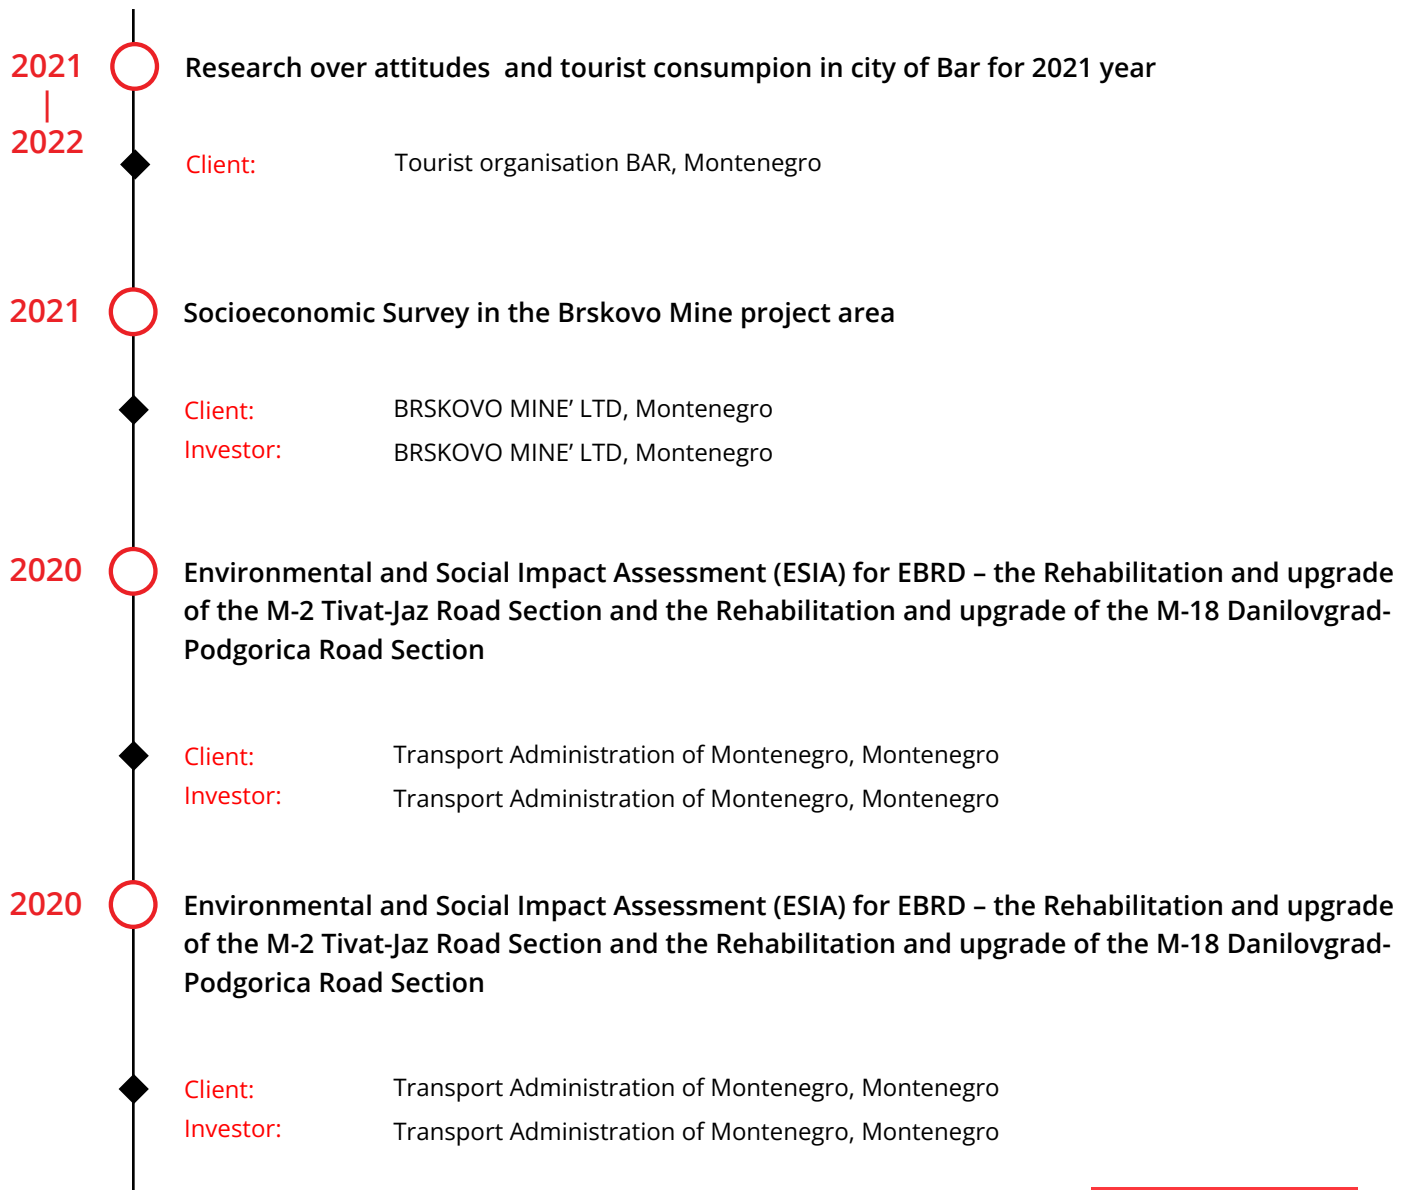 2021
|
2022
Research over attitudes  and tourist consumpion in city of Bar for 2021 year
Client: Tourist organisation BAR, Montenegro
2021
Socioeconomic Survey in the Brskovo Mine project area
Client: BRSKOVO MINE’ LTD, Montenegro
Investor: BRSKOVO MINE’ LTD, Montenegro
2020
Environmental and Social Impact Assessment (ESIA) for EBRD – the Rehabilitation and upgrade
of the M-2 Tivat-Jaz Road Section and the Rehabilitation and upgrade of the M-18 Danilovgrad-
Podgorica Road Section
Client: Transport Administration of Montenegro, Montenegro
Investor: Transport Administration of Montenegro, Montenegro
2020
Environmental and Social Impact Assessment (ESIA) for EBRD – the Rehabilitation and upgrade
of the M-2 Tivat-Jaz Road Section and the Rehabilitation and upgrade of the M-18 Danilovgrad-
Podgorica Road Section
Client: Transport Administration of Montenegro, Montenegro
Investor: Transport Administration of Montenegro, Montenegro